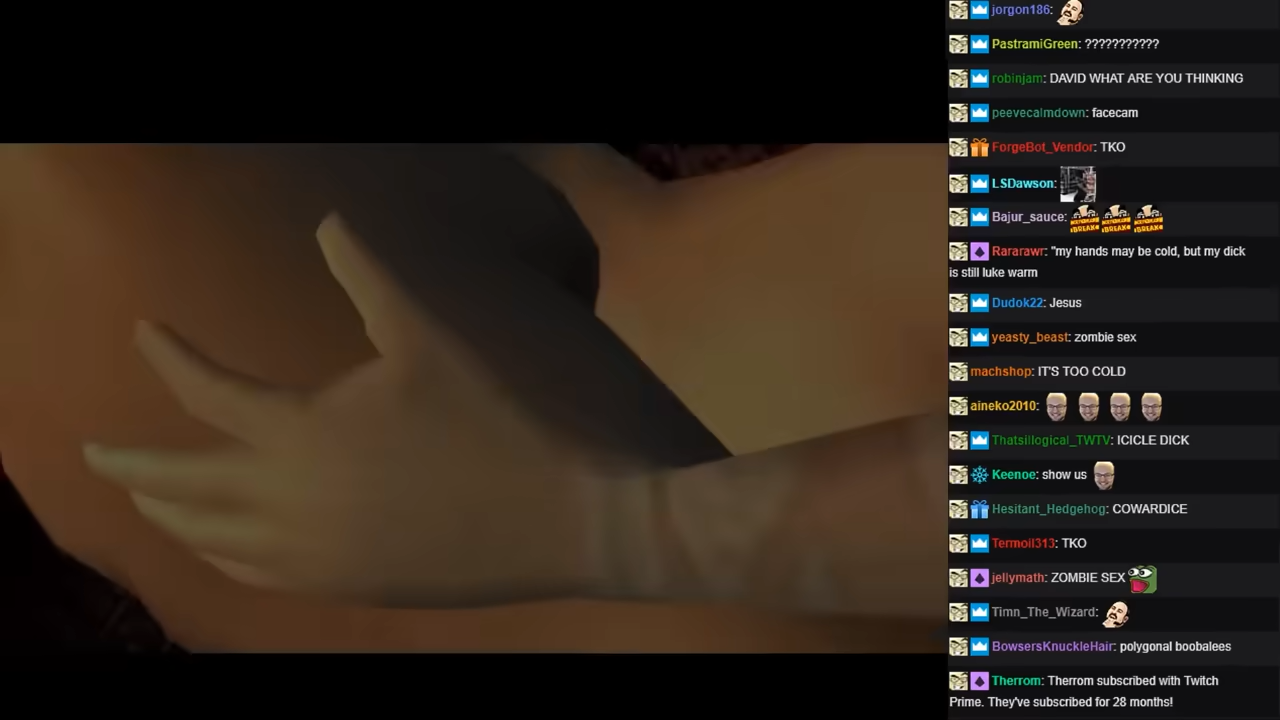 jorgon186:
PastramiGreen: ???????????
robinjam: DAVID WHAT ARE YOU THINKING
peevecalmdown: facecam
ForgeBot_Vendor: TKO
LSDawson:
Bajur_sauce:
Rararawr: "my hands may be cold, but my dick
is still luke warm
Dudok22: Jesus
yeasty_beast: zombie sex
machshop: IT'S TOO COLD
aineko2010:
Thatsillogical_TWTV: ICICLE DICK
Keenoe: show us
Hesitant_Hedgehog: COWARDICE
Termoil313: TKO
jellymath: ZOMBIE SEX
Timn_The_Wizard:
BowsersKnuckleHair: polygonal boobalees
Therrom: Therrom subscribed with Twitch
Prime. They've subscribed for 28 months!